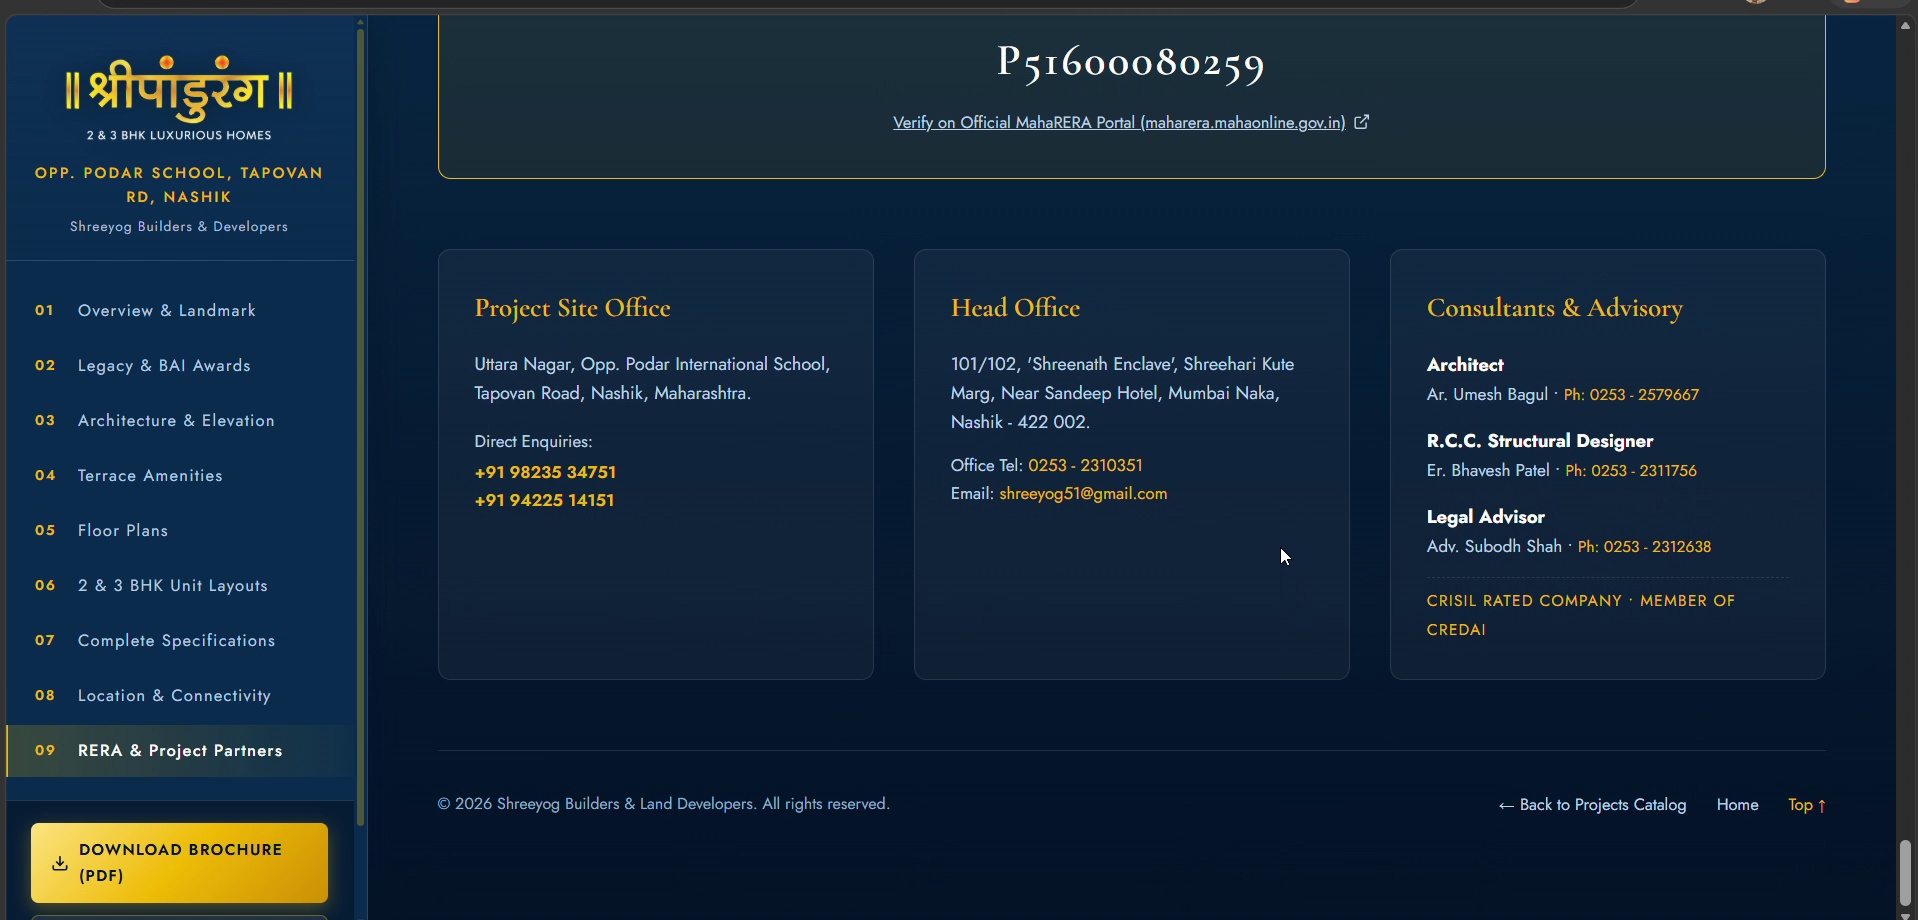 ॥ श्रीपांडुरंग ॥
2 & 3 BHK LUXURIOUS HOMES
OPP. PODAR SCHOOL, TAPOVAN
RD, NASHIK
Shreeyog Builders & Developers
01 Overview & Landmark
02 Legacy & BAI Awards
03 Architecture & Elevation
04 Terrace Amenities
05 Floor Plans
06 2 & 3 BHK Unit Layouts
07 Complete Specifications
08 Location & Connectivity
09 RERA & Project Partners
DOWNLOAD BROCHURE
(PDF)
P51600080259
Verify on Official MahaRERA Portal (maharera.mahaonline.gov.in)
Project Site Office
Uttara Nagar, Opp. Podar International School,
Tapovan Road, Nashik, Maharashtra.
Direct Enquiries:
+91 98235 34751
+91 94225 14151
Head Office
101/102, 'Shreenath Enclave', Shreehari Kute
Marg, Near Sandeep Hotel, Mumbai Naka,
Nashik - 422 002.
Office Tel: 0253 - 2310351
Email: shreeyog51@gmail.com
Consultants & Advisory
Architect
Ar. Umesh Bagul · Ph: 0253 - 2579667
R.C.C. Structural Designer
Er. Bhavesh Patel · Ph: 0253 - 2311756
Legal Advisor
Adv. Subodh Shah · Ph: 0253 - 2312638
CRISIL RATED COMPANY · MEMBER OF
CREDAI
© 2026 Shreeyog Builders & Land Developers. All rights reserved.
← Back to Projects Catalog Home Top ↑